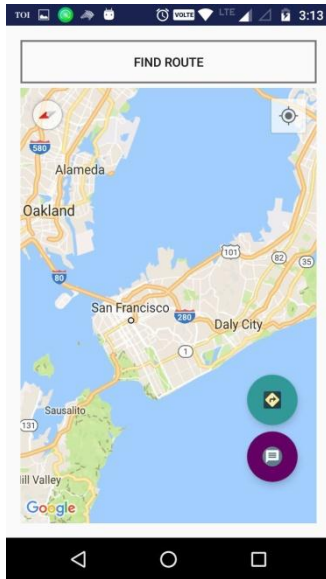 TOI VOLTE LTE 3:13
FIND ROUTE
580
Alameda
Oakland
101
82
35
80
San Francisco
280
Daly City
1
Sausalito
131
ill Valley
Google